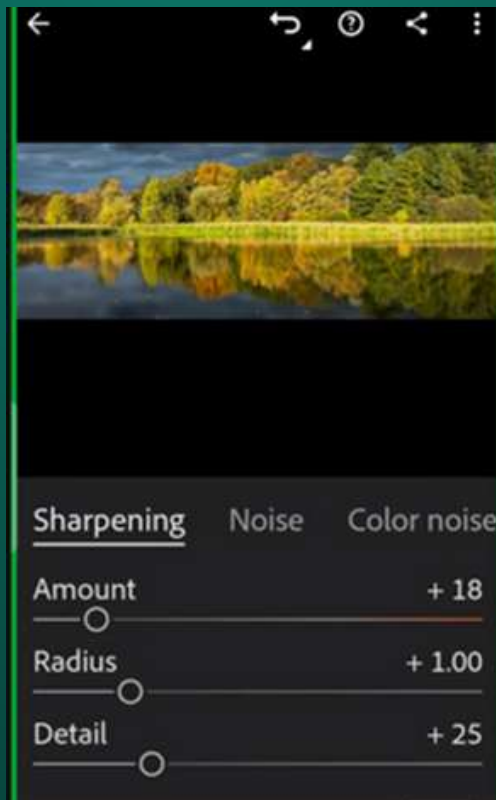 Sharpening Noise Color noise
Amount + 18
Radius + 1.00
Detail + 25